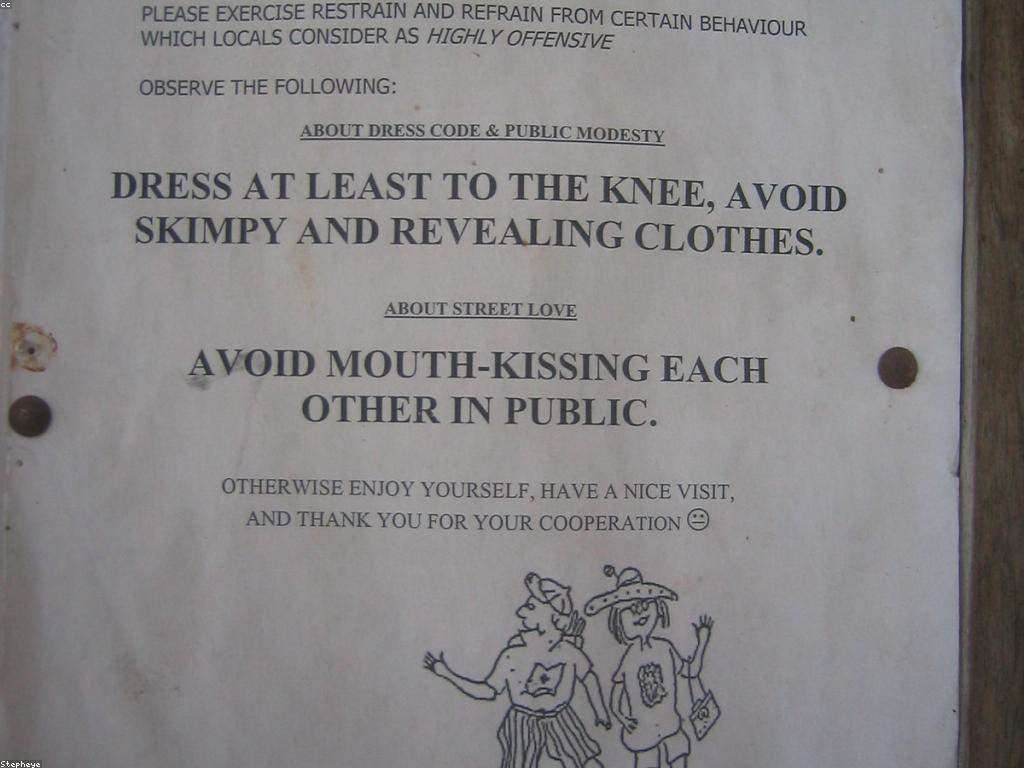 cc
PLEASE EXERCISE RESTRAIN AND REFRAIN FROM CERTAIN BEHAVIOUR
WHICH LOCALS CONSIDER AS HIGHLY OFFENSIVE
OBSERVE THE FOLLOWING:
ABOUT DRESS CODE & PUBLIC MODESTY
DRESS AT LEAST TO THE KNEE, AVOID
SKIMPY AND REVEALING CLOTHES.
ABOUT STREET LOVE
AVOID MOUTH-KISSING EACH
OTHER IN PUBLIC.
OTHERWISE ENJOY YOURSELF, HAVE A NICE VISIT,
AND THANK YOU FOR YOUR COOPERATION 😐
Stepheye